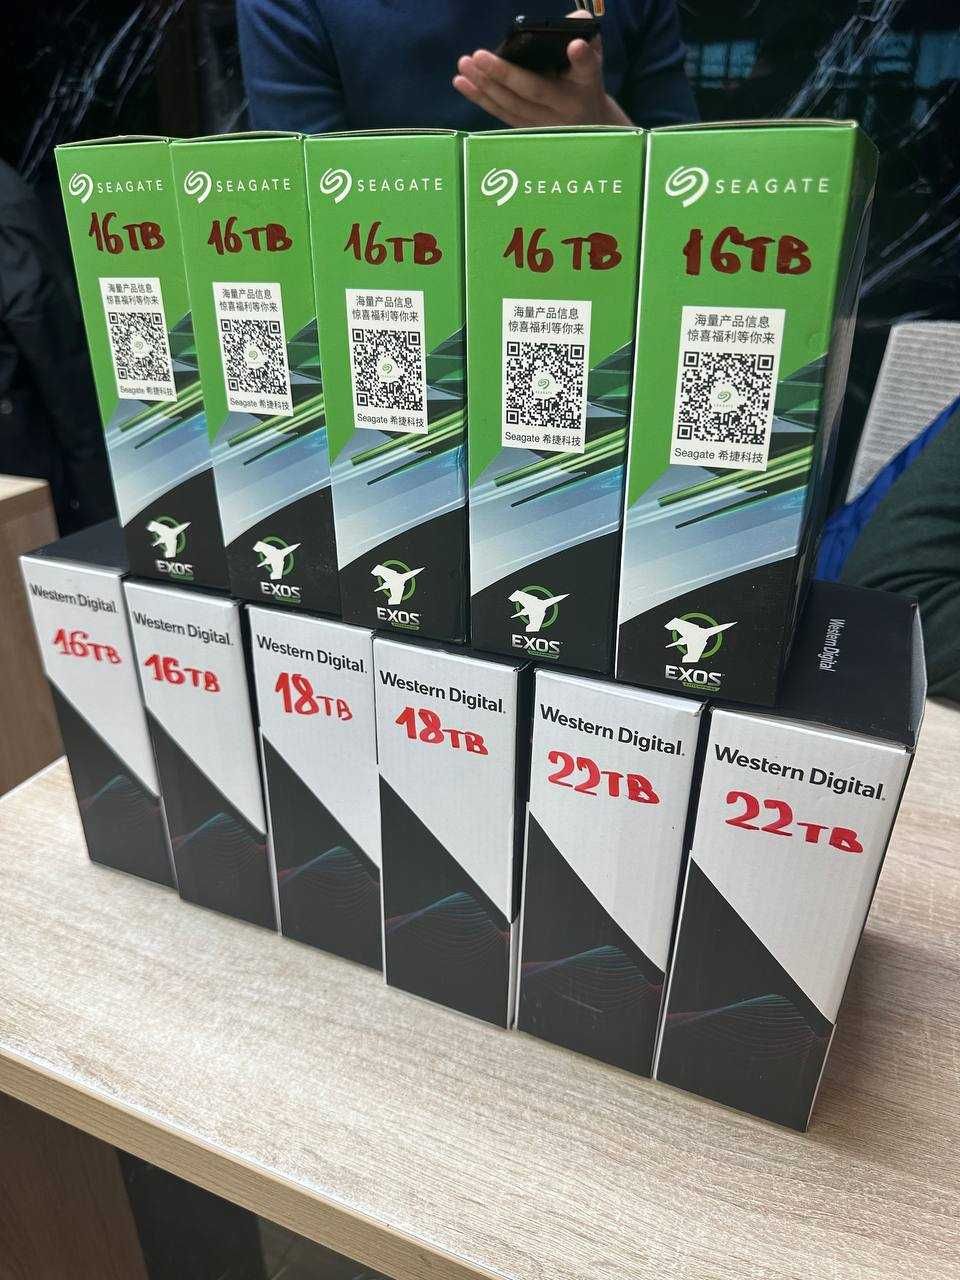 SEAGATE
16TB
海量产品信息
惊喜福利等你来
Seagate 希捷科技
EXOS
SEAGATE
16TB
海量产品信息
惊喜福利等你来
Seagate 希捷科技
EXOS
SEAGATE
16TB
海量产品信息
惊喜福利等你来
Seagate 希捷科技
EXOS
SEAGATE
16TB
海量产品信息
惊喜福利等你来
Seagate 希捷科技
EXOS
SEAGATE
16TB
海量产品信息
惊喜福利等你来
SEAGATE
Seagate 希捷科技
EXOS
Western Digital.
16TB
Western Digital.
16TB
Western Digital.
18TB
Western Digital.
18TB
Western Digital.
22TB
Western Digital.
22TB
Western Digital